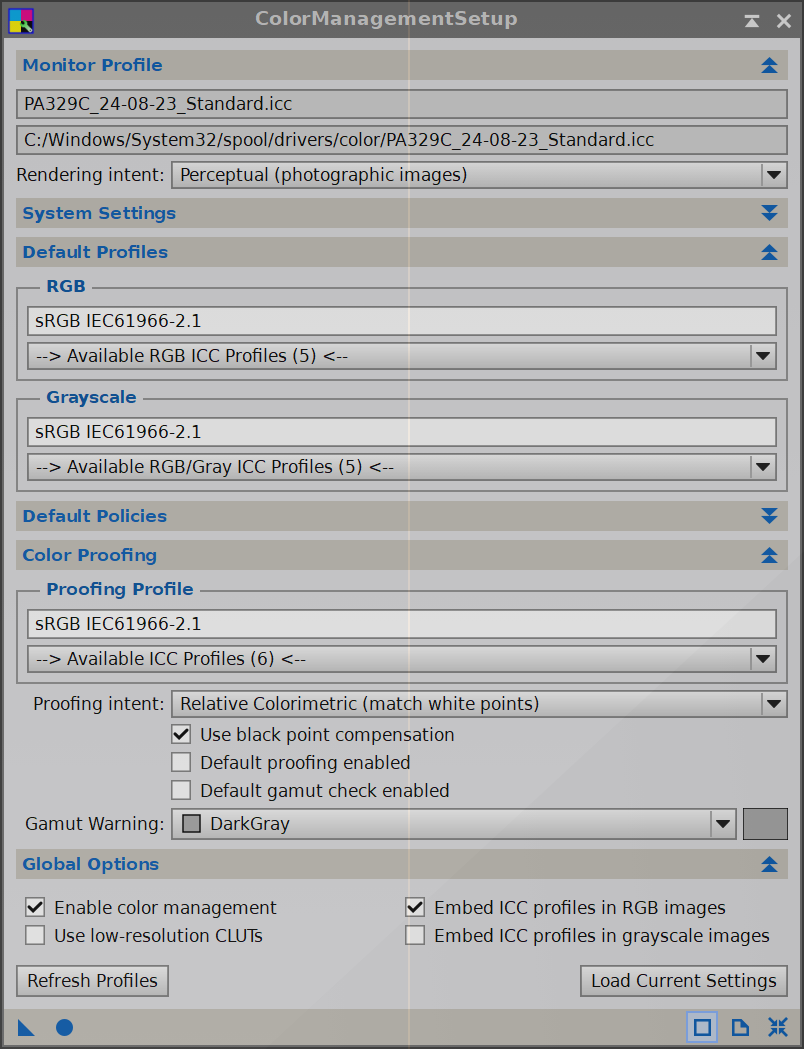 ColorManagementSetup
Monitor Profile
PA329C_24-08-23_Standard.icc
C:/Windows/System32/spool/drivers/color/PA329C_24-08-23_Standard.icc
Rendering intent: Perceptual (photographic images)
System Settings
Default Profiles
RGB
sRGB IEC61966-2.1
--> Available RGB ICC Profiles (5) <--
Grayscale
sRGB IEC61966-2.1
--> Available RGB/Gray ICC Profiles (5) <--
Default Policies
Color Proofing
Proofing Profile
sRGB IEC61966-2.1
--> Available ICC Profiles (6) <--
Proofing intent: Relative Colorimetric (match white points)
Use black point compensation
Default proofing enabled
Default gamut check enabled
Gamut Warning: DarkGray
Global Options
Enable color management Embed ICC profiles in RGB images
Use low-resolution CLUTs Embed ICC profiles in grayscale images
Refresh Profiles Load Current Settings